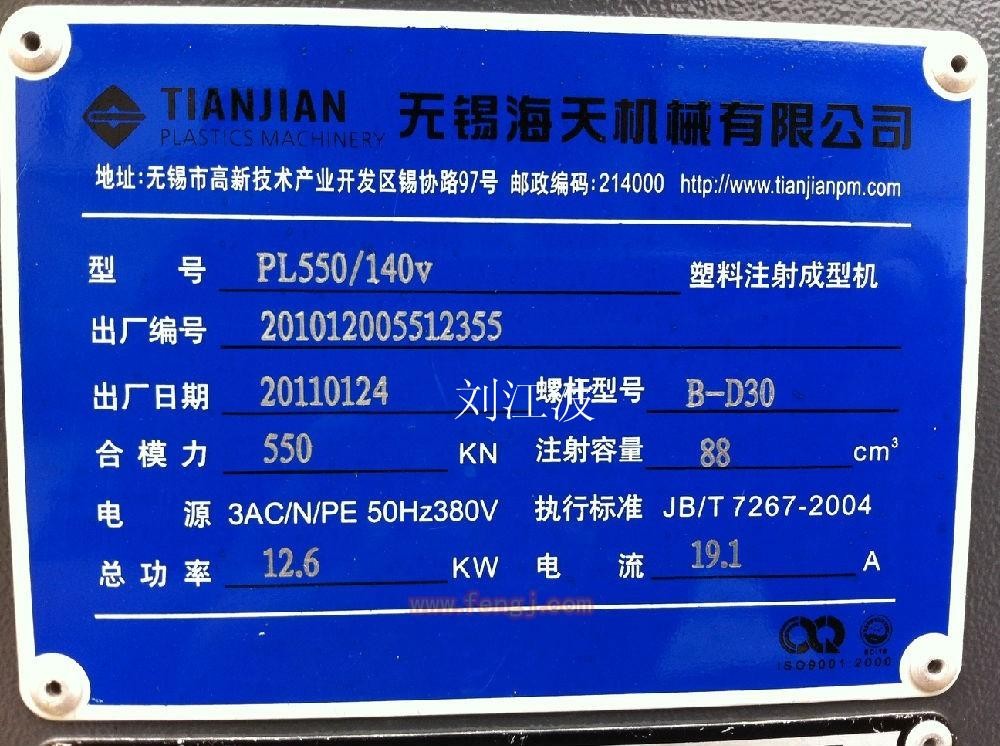 TIANJIAN
PLASTICS MACHINERY
无锡海天机械有限公司
地址:无锡市高新技术产业开发区锡协路97号 邮政编码:214000 http://www.tianjianpm.com
型 号 PL550/140v 塑料注射成型机
出厂编号 201012005512355
出厂日期 20110124 刘江波 螺杆型号 B-D30
合模力 550 KN 注射容量 88 cm³
电 源 3AC/N/PE 50Hz380V 执行标准 JB/T 7267-2004
总功率 12.6 KW 电 流 19.1 A
www.fengj.com
ISO9001:2000